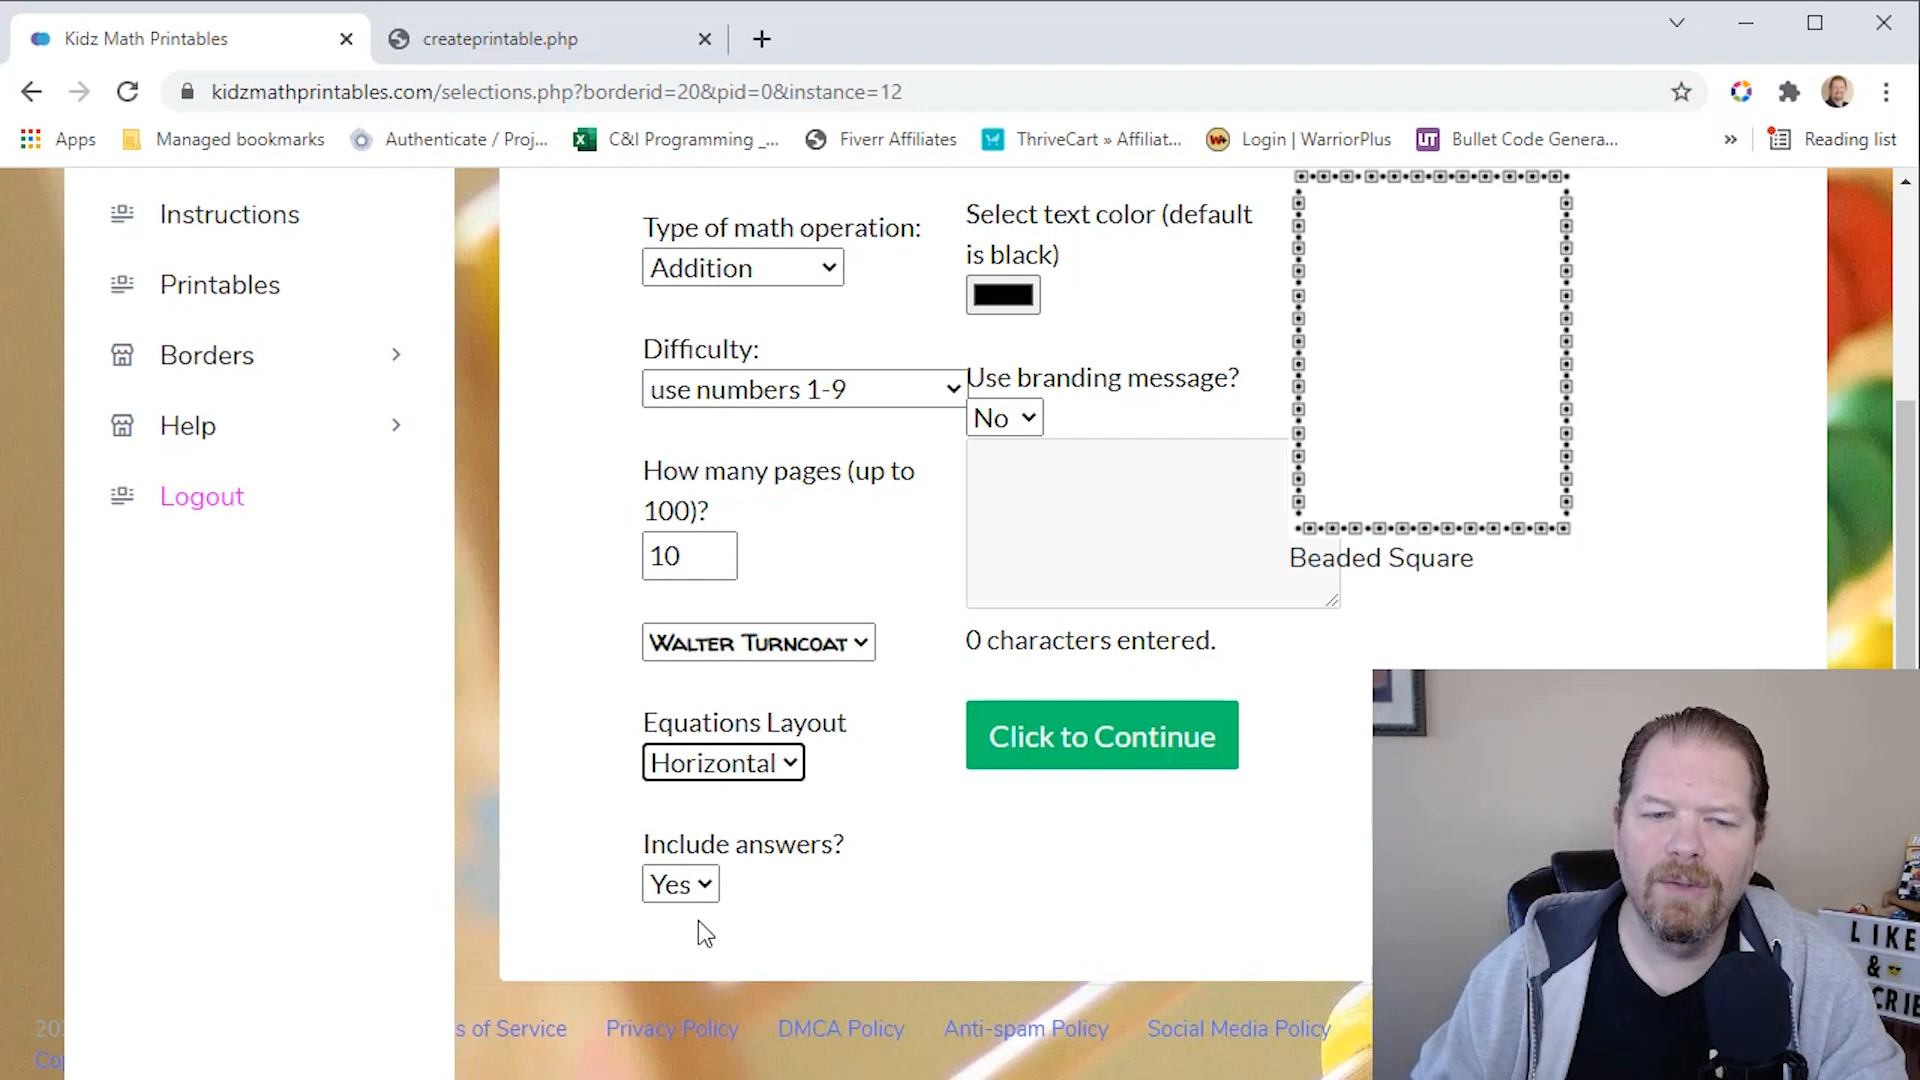 Kidz Math Printables
createprintable.php
kidzmathprintables.com/selections.php?borderid=20&pid=0&instance=12
Apps
Managed bookmarks
Authenticate / Proj...
C&I Programming _...
Fiverr Affiliates
ThriveCart » Affiliat...
Login | WarriorPlus
Bullet Code Genera...
»
Reading list
Instructions
Printables
Borders
Help
Logout
Type of math operation:
Addition
Difficulty:
use numbers 1-9
How many pages (up to
100)?
10
Walter Turncoat
Equations Layout
Horizontal
Include answers?
Yes
Select text color (default
is black)
Use branding message?
No
0 characters entered.
Click to Continue
Beaded Square
s of Service
Privacy Policy
DMCA Policy
Anti-spam Policy
Social Media Policy
LIKE
&
CRIE